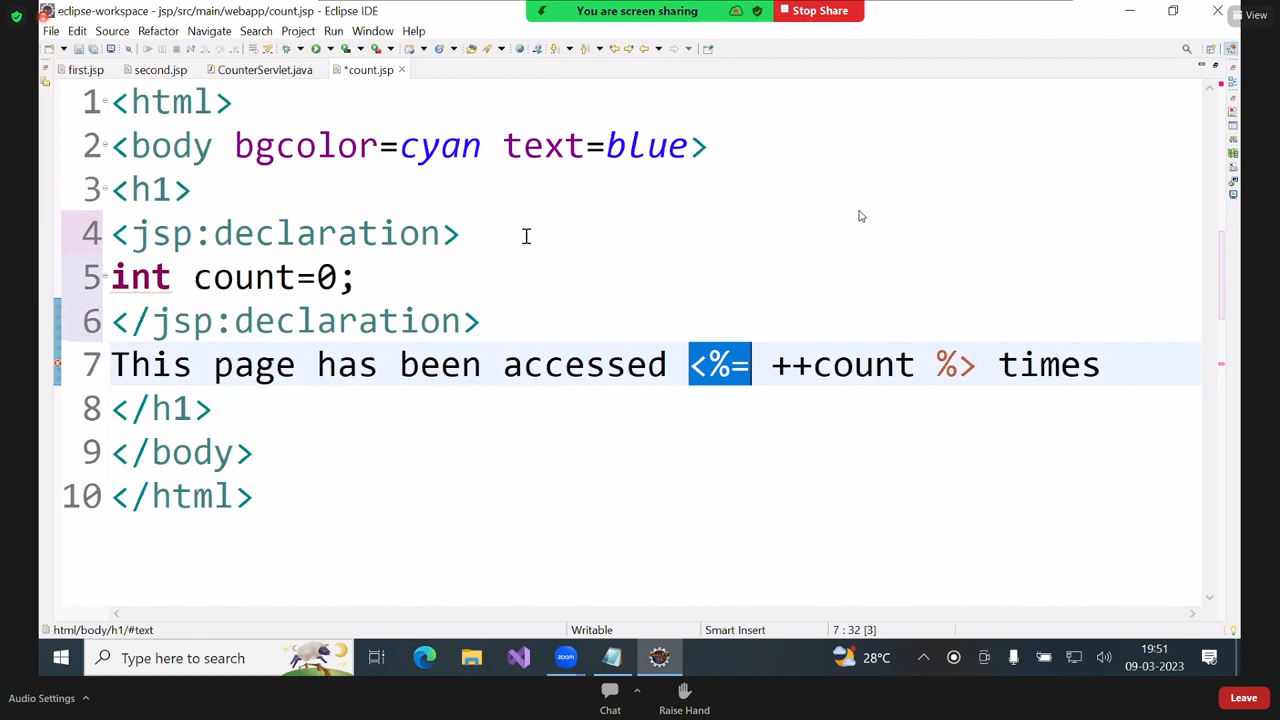 eclipse-workspace - jsp/src/main/webapp/count.jsp - Eclipse IDE
You are screen sharing
Stop Share
View
File Edit Source Refactor Navigate Search Project Run Window Help
first.jsp second.jsp CounterServlet.java *count.jsp
1 <html>
2 <body bgcolor=cyan text=blue>
3 <h1>
4 <jsp:declaration>
5 int count=0;
6 </jsp:declaration>
7 This page has been accessed <%= ++count %> times
8 </h1>
9 </body>
10 </html>
html/body/h1/#text Writable Smart Insert 7 : 32 [3]
Type here to search
zoom
28°C
19:51
09-03-2023
Audio Settings
Chat
Raise Hand
Leave